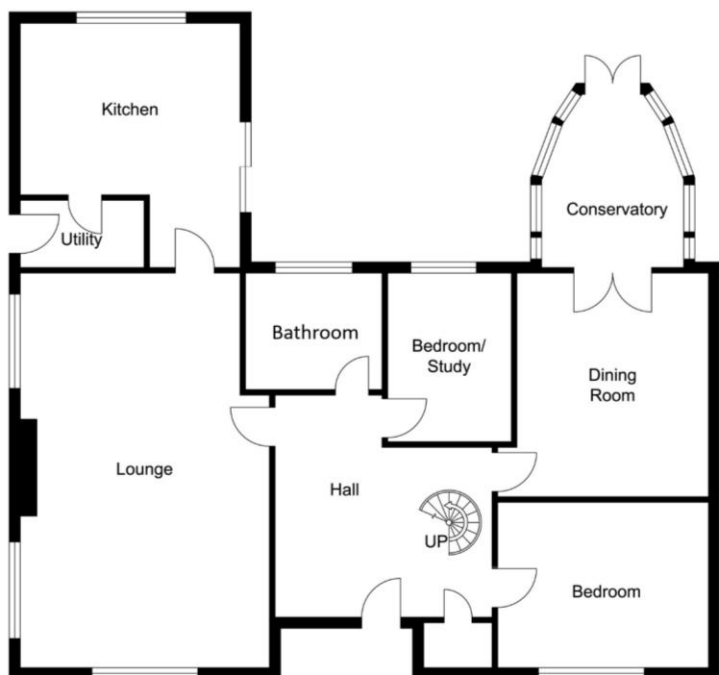 Kitchen
Conservatory
Utility
Bathroom
Bedroom/
Study
Dining
Room
Lounge
Hall
UP
Bedroom